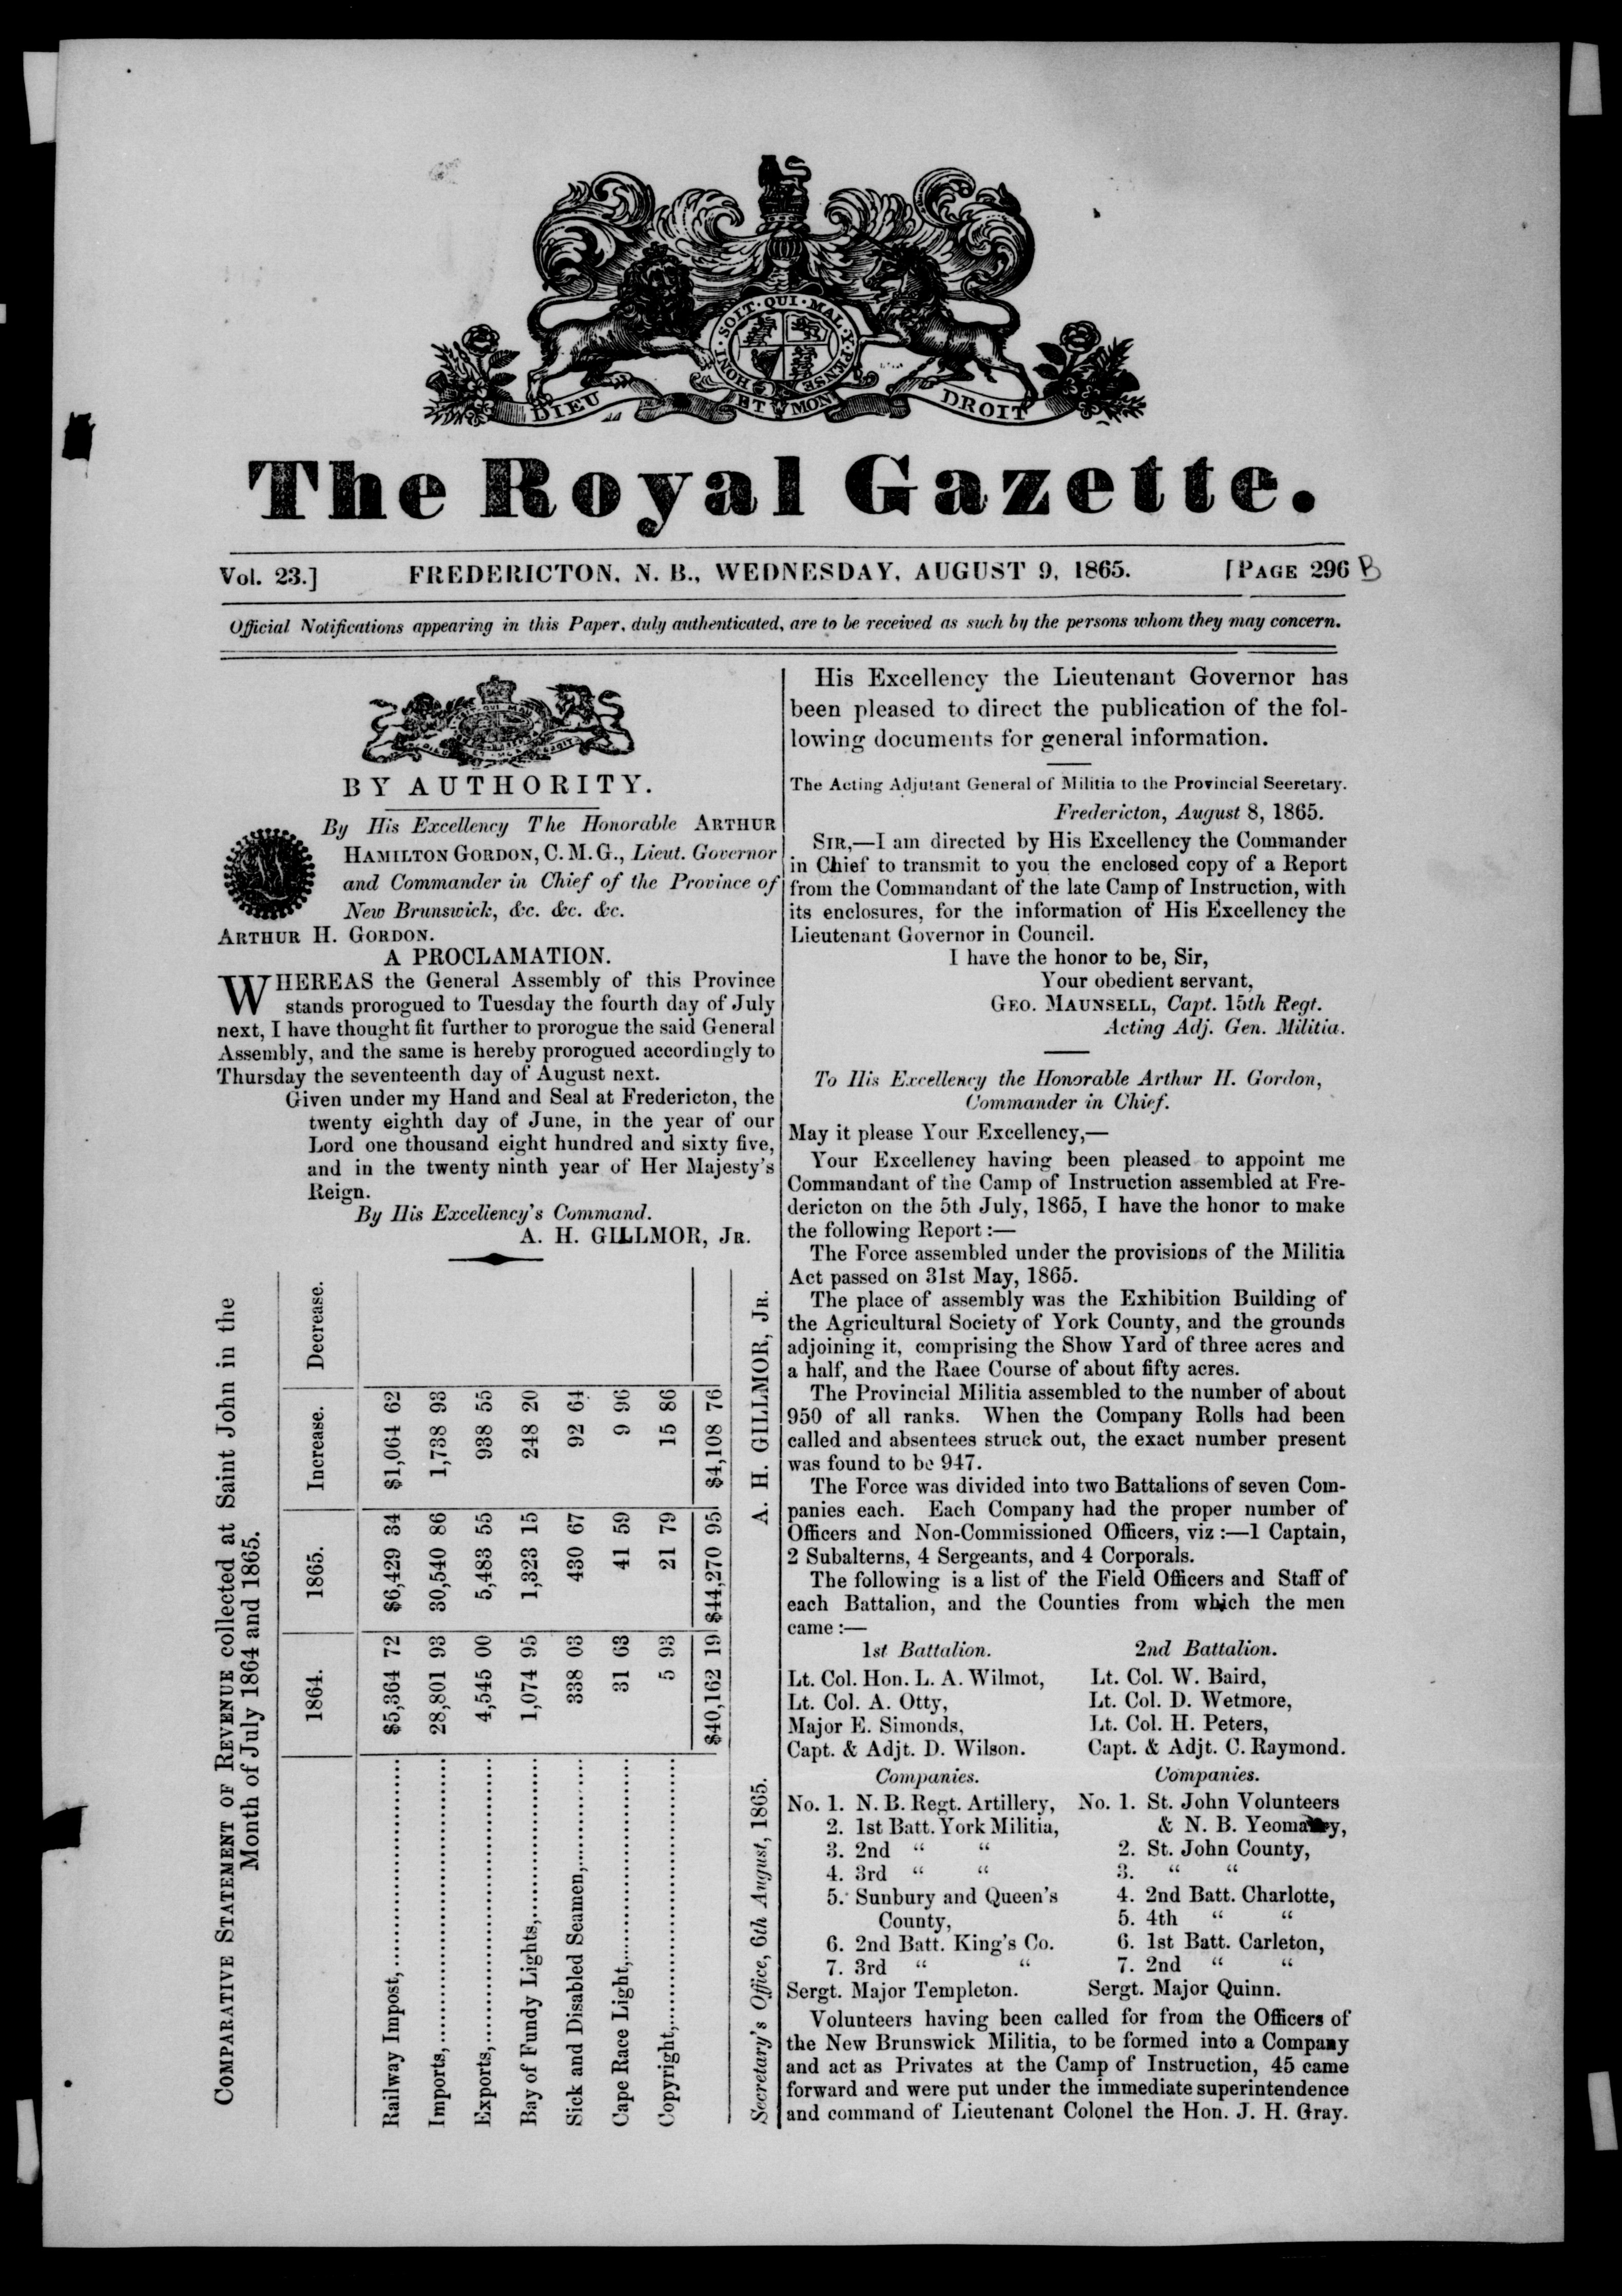 HONI · SOIT · QUI · MAL · Y · PENSE
DIEU ET MON DROIT
The Royal Gazette.
Vol. 23.] FREDERICTON, N. B., WEDNESDAY, AUGUST 9, 1865. [PAGE 296 B
Official Notifications appearing in this Paper, duly authenticated, are to be received as such by the persons whom they may concern.
BY AUTHORITY.
By His Excellency The Honorable ARTHUR
HAMILTON GORDON, C. M. G., Lieut. Governor
and Commander in Chief of the Province of
New Brunswick, &c. &c. &c.
ARTHUR H. GORDON.
A PROCLAMATION.
WHEREAS the General Assembly of this Province
stands prorogued to Tuesday the fourth day of July
next, I have thought fit further to prorogue the said General
Assembly, and the same is hereby prorogued accordingly to
Thursday the seventeenth day of August next.
Given under my Hand and Seal at Fredericton, the
twenty eighth day of June, in the year of our
Lord one thousand eight hundred and sixty five,
and in the twenty ninth year of Her Majesty's
Reign.
By His Excellency's Command.
A. H. GILLMOR, JR.
COMPARATIVE STATEMENT OF REVENUE collected at Saint John in the
Month of July 1864 and 1865.
1864. 1865. Increase. Decrease.
Railway Impost, $5,364 72 $6,429 34 $1,064 62
Imports, 28,801 93 30,540 86 1,738 93
Exports, 4,545 00 5,483 55 938 55
Bay of Fundy Lights, 1,074 95 1,323 15 248 20
Sick and Disabled Seamen, 338 03 430 67 92 64
Cape Race Light, 31 63 41 59 9 96
Copyright, 5 93 21 79 15 86
$40,162 19 $44,270 95 $4,108 76
Secretary's Office, 6th August, 1865. A. H. GILLMOR, JR.
His Excellency the Lieutenant Governor has
been pleased to direct the publication of the fol-
lowing documents for general information.
The Acting Adjutant General of Militia to the Provincial Seeretary.
Fredericton, August 8, 1865.
SIR,—I am directed by His Excellency the Commander
in Chief to transmit to you the enclosed copy of a Report
from the Commandant of the late Camp of Instruction, with
its enclosures, for the information of His Excellency the
Lieutenant Governor in Council.
I have the honor to be, Sir,
Your obedient servant,
GEO. MAUNSELL, Capt. 15th Regt.
Acting Adj. Gen. Militia.
To His Excellency the Honorable Arthur H. Gordon,
Commander in Chief.
May it please Your Excellency,—
Your Excellency having been pleased to appoint me
Commandant of the Camp of Instruction assembled at Fre-
dericton on the 5th July, 1865, I have the honor to make
the following Report :—
The Force assembled under the provisions of the Militia
Act passed on 31st May, 1865.
The place of assembly was the Exhibition Building of
the Agricultural Society of York County, and the grounds
adjoining it, comprising the Show Yard of three acres and
a half, and the Raee Course of about fifty acres.
The Provincial Militia assembled to the number of about
950 of all ranks. When the Company Rolls had been
called and absentees struck out, the exact number present
was found to be 947.
The Force was divided into two Battalions of seven Com-
panies each. Each Company had the proper number of
Officers and Non-Commissioned Officers, viz :—1 Captain,
2 Subalterns, 4 Sergeants, and 4 Corporals.
The following is a list of the Field Officers and Staff of
each Battalion, and the Counties from which the men
came :—
1st Battalion. 2nd Battalion.
Lt. Col. Hon. L. A. Wilmot, Lt. Col. W. Baird,
Lt. Col. A. Otty, Lt. Col. D. Wetmore,
Major E. Simonds, Lt. Col. H. Peters,
Capt. & Adjt. D. Wilson. Capt. & Adjt. C. Raymond.
Companies. Companies.
No. 1. N. B. Regt. Artillery, No. 1. St. John Volunteers
2. 1st Batt. York Militia, & N. B. Yeomanry,
3. 2nd " " 2. St. John County,
4. 3rd " " 3. " "
5. Sunbury and Queen's 4. 2nd Batt. Charlotte,
County, 5. 4th " "
6. 2nd Batt. King's Co. 6. 1st Batt. Carleton,
7. 3rd " " 7. 2nd " "
Sergt. Major Templeton. Sergt. Major Quinn.
Volunteers having been called for from the Officers of
the New Brunswick Militia, to be formed into a Company
and act as Privates at the Camp of Instruction, 45 came
forward and were put under the immediate superintendence
and command of Lieutenant Colonel the Hon. J. H. Gray.